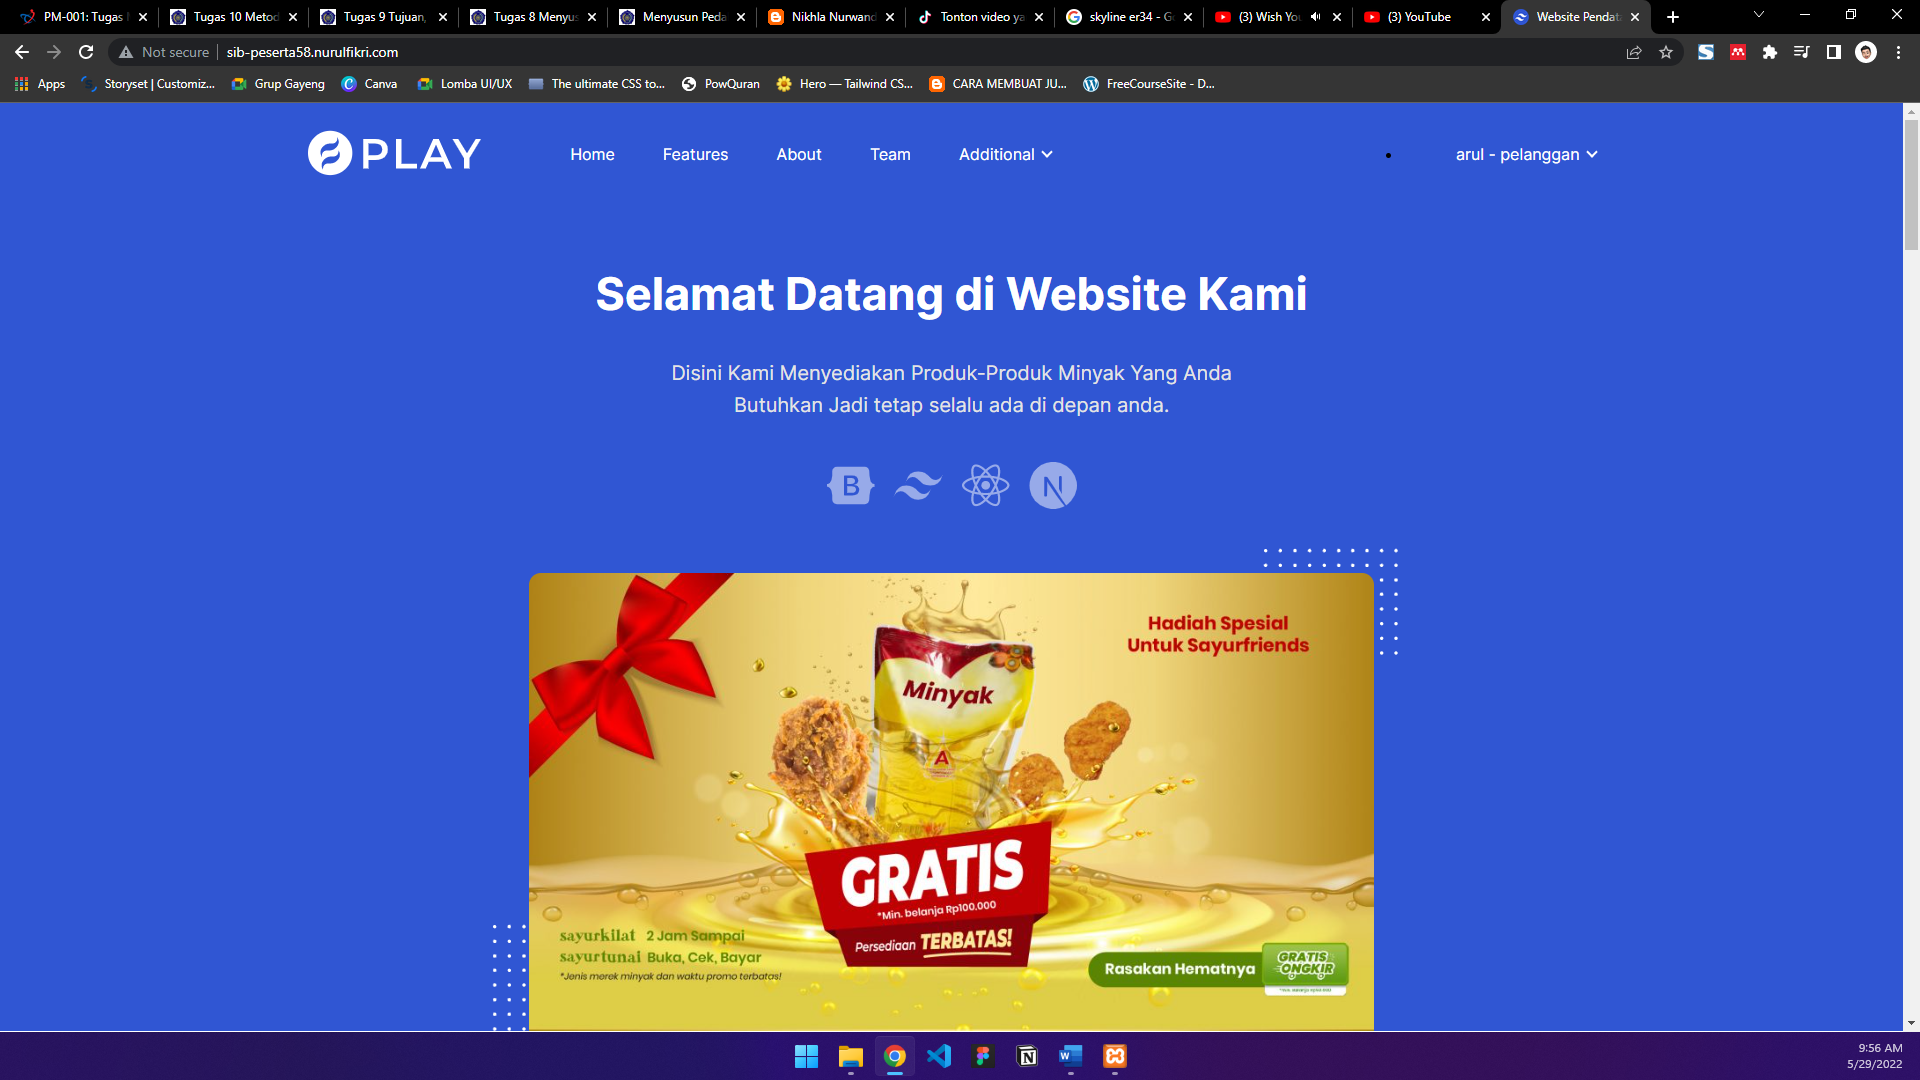 PM-001: Tugas
Tugas 10 Metod
Tugas 9 Tujuan,
Tugas 8 Menyus
Menyusun Peda
Nikhla Nurwand
Tonton video ya
skyline er34 - G
(3) Wish You
(3) YouTube
Website Pendat
Not secure
sib-peserta58.nurulfikri.com
Apps
Storyset | Customiz...
Grup Gayeng
Canva
Lomba UI/UX
The ultimate CSS to...
PowQuran
Hero — Tailwind CS...
CARA MEMBUAT JU...
FreeCourseSite - D...
PLAY
Home
Features
About
Team
Additional
arul - pelanggan
Selamat Datang di Website Kami
Disini Kami Menyediakan Produk-Produk Minyak Yang Anda
Butuhkan Jadi tetap selalu ada di depan anda.
B
N
Hadiah Spesial
Untuk Sayurfriends
Minyak
A
GRATIS
*Min. belanja Rp100.000
Persediaan TERBATAS!
sayurkilat 2 Jam Sampai
sayurtunai Buka, Cek, Bayar
*Jenis merek minyak dan waktu promo terbatas!
Rasakan Hematnya
GRATIS
ONGKIR
9:56 AM
5/29/2022